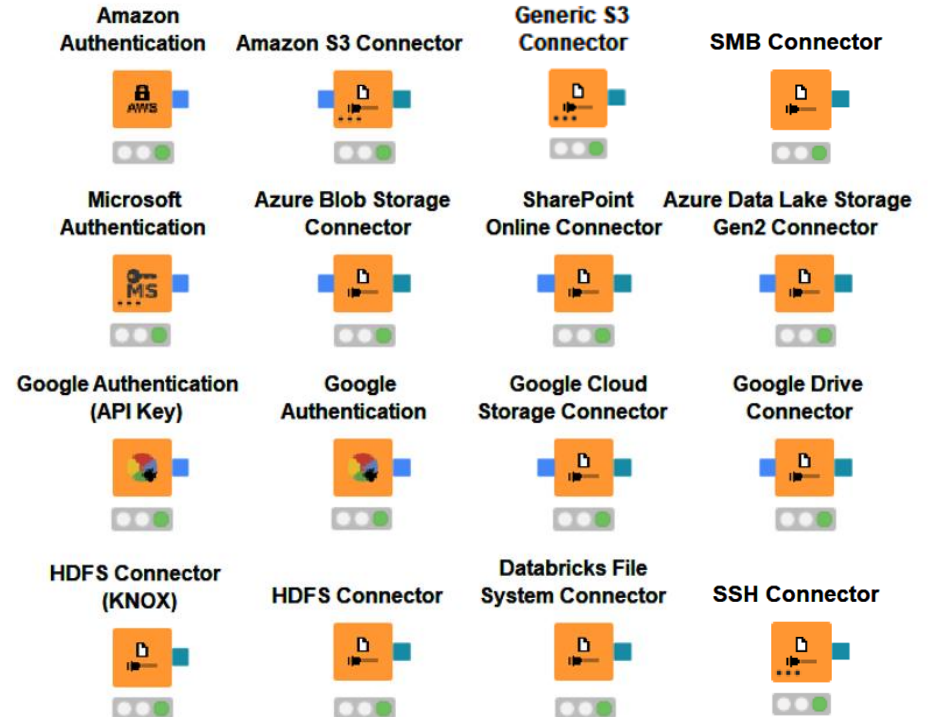 Amazon
Authentication
Amazon S3 Connector
Generic S3
Connector
SMB Connector
AWS
Microsoft
Authentication
Azure Blob Storage
Connector
SharePoint
Online Connector
Azure Data Lake Storage
Gen2 Connector
MS
Google Authentication
(API Key)
Google
Authentication
Google Cloud
Storage Connector
Google Drive
Connector
HDFS Connector
(KNOX)
HDFS Connector
Databricks File
System Connector
SSH Connector